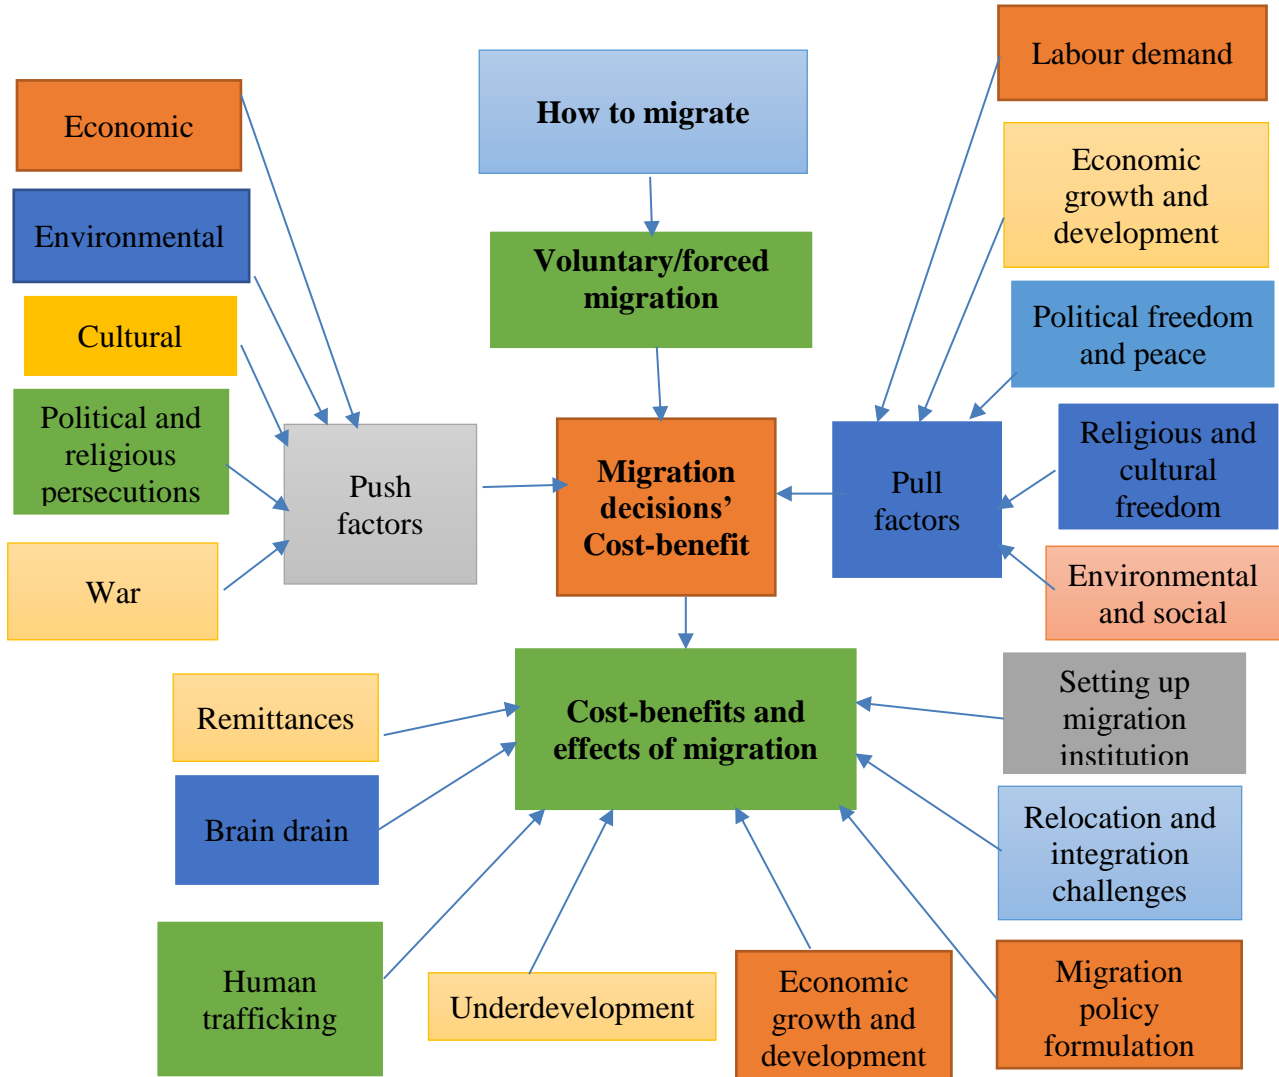 How to migrate
Labour demand
Economic
Economic
growth and
development
Environmental
Voluntary/forced
migration
Cultural
Political freedom
and peace
Political and
religious
persecutions
Push
factors
Migration
decisions’
Cost-benefit
Pull
factors
Religious and
cultural
freedom
War
Environmental
and social
Remittances
Cost-benefits and
effects of migration
Setting up
migration
institution
Brain drain
Relocation and
integration
challenges
Human
trafficking
Underdevelopment
Economic
growth and
development
Migration
policy
formulation